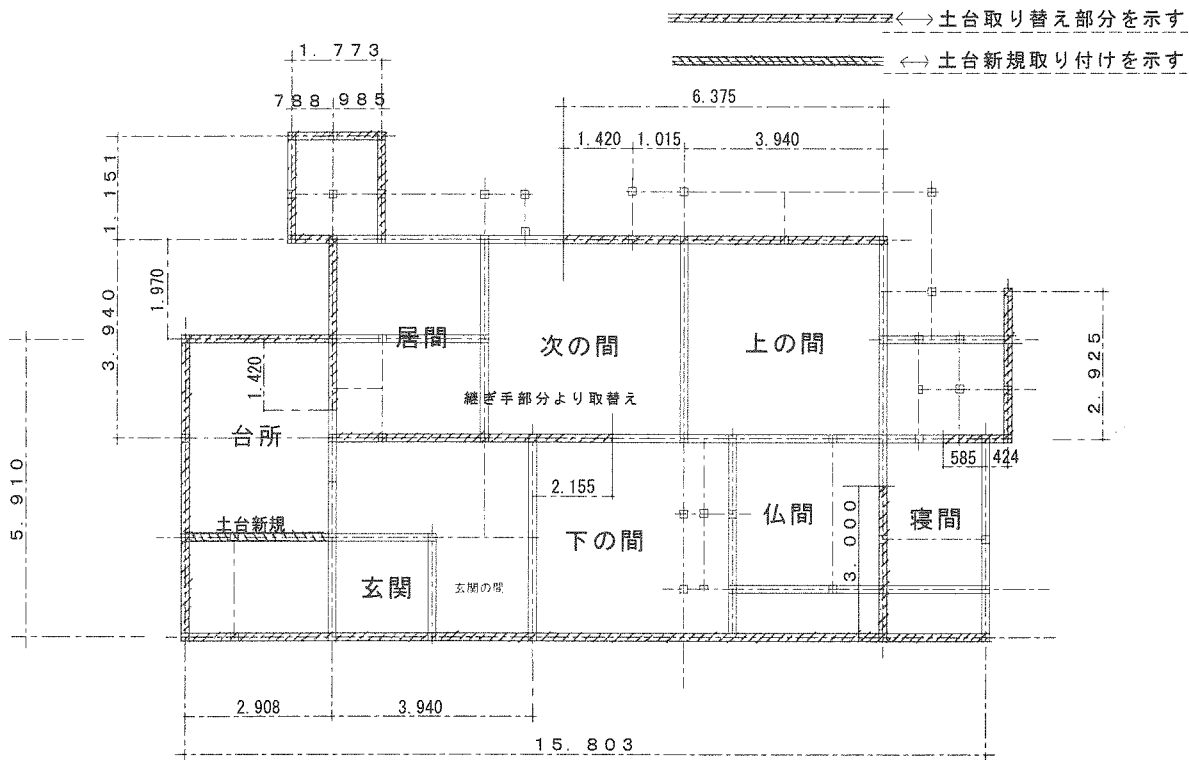 土台取り替え部分を示す
土台新規取り付けを示す
1.773
788 985
6.375
1.420 1.015 3.940
1.151
1.970
3.940
居間
次の間
上の間
2.925
1.420
継ぎ手部分より取替え
台所
585 424
5.910
2.155
仏間
寝間
土台新規
下の間
3.000
玄関
玄関の間
2.908 3.940
15.803